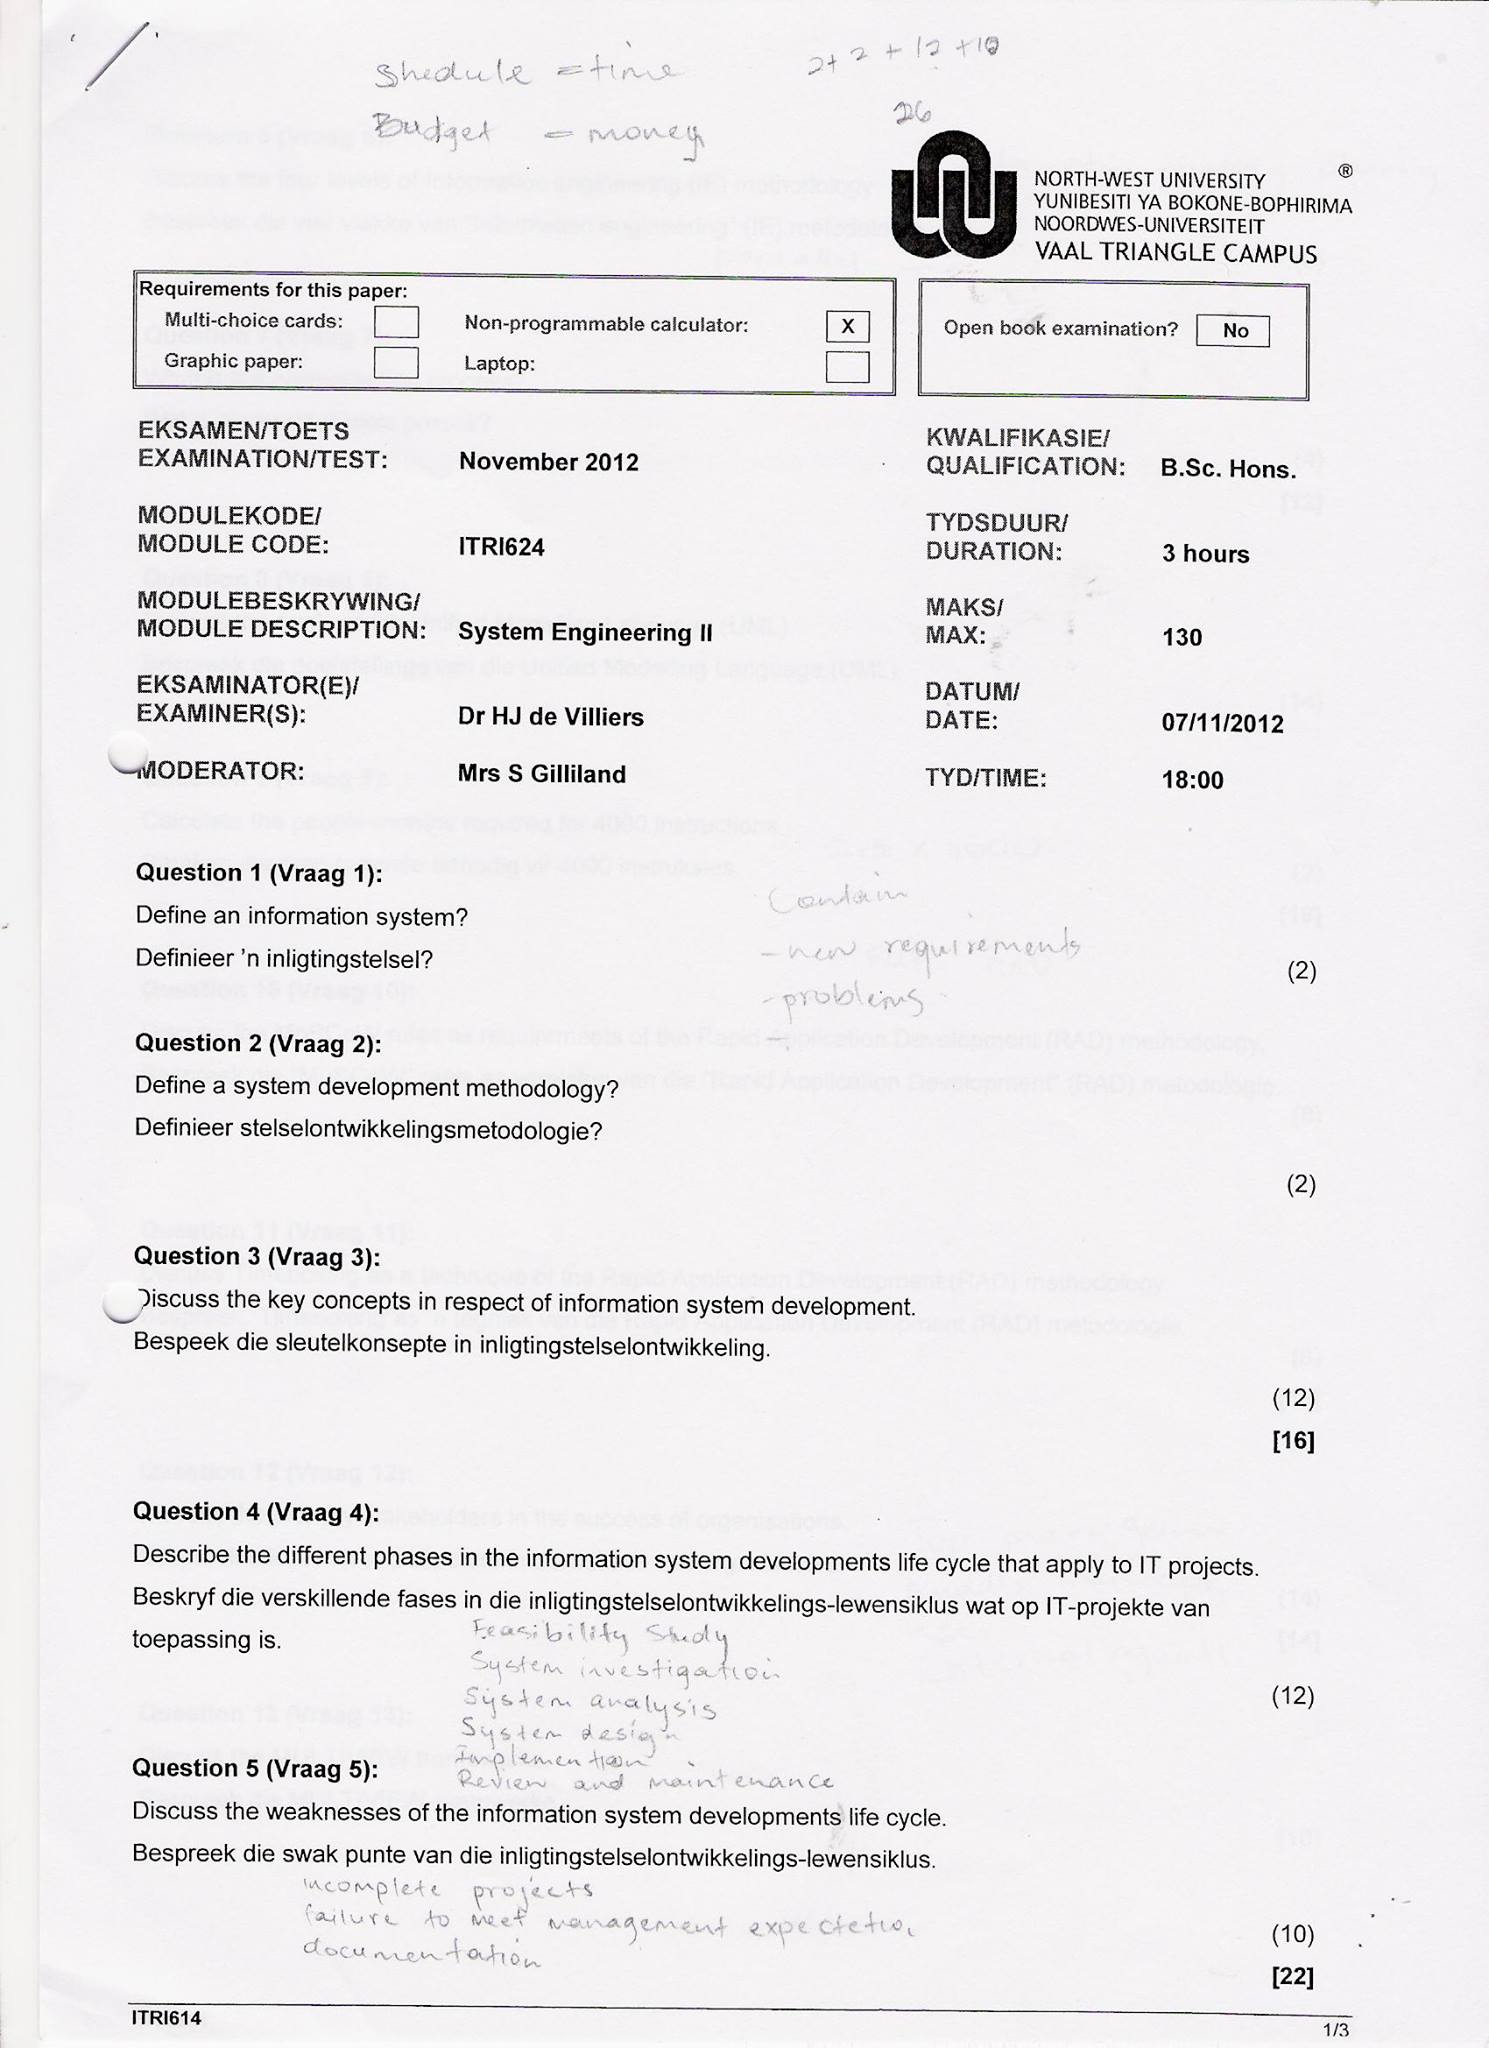 Shedule = time 2+ 2 + 12 +10
Budget = money 26
NORTH-WEST UNIVERSITY ®
YUNIBESITI YA BOKONE-BOPHIRIMA
NOORDWES-UNIVERSITEIT
VAAL TRIANGLE CAMPUS
Requirements for this paper:
Multi-choice cards: Non-programmable calculator: X Open book examination? No
Graphic paper: Laptop:
EKSAMEN/TOETS KWALIFIKASIE/
EXAMINATION/TEST: November 2012 QUALIFICATION: B.Sc. Hons.
MODULEKODE/ TYDSDUUR/
MODULE CODE: ITRI624 DURATION: 3 hours
MODULEBESKRYWING/ MAKS/
MODULE DESCRIPTION: System Engineering II MAX: 130
EKSAMINATOR(E)/ DATUM/
EXAMINER(S): Dr HJ de Villiers DATE: 07/11/2012
MODERATOR: Mrs S Gilliland TYD/TIME: 18:00
Question 1 (Vraag 1):
Contain
Define an information system?
- new requirements
Definieer 'n inligtingstelsel? (2)
- problems
Question 2 (Vraag 2):
Define a system development methodology?
Definieer stelselontwikkelingsmetodologie?
(2)
Question 3 (Vraag 3):
Discuss the key concepts in respect of information system development.
Bespeek die sleutelkonsepte in inligtingstelselontwikkeling.
(12)
[16]
Question 4 (Vraag 4):
Describe the different phases in the information system developments life cycle that apply to IT projects.
Beskryf die verskillende fases in die inligtingstelselontwikkelings-lewensiklus wat op IT-projekte van
toepassing is.
Feasibility Study
System investigation
System analysis (12)
System design
Implemention
Question 5 (Vraag 5):
Review and maintenance
Discuss the weaknesses of the information system developments life cycle.
Bespreek die swak punte van die inligtingstelselontwikkelings-lewensiklus.
incomplete projects
failure to meet management expectation (10)
documentation
[22]
ITRI614
1/3